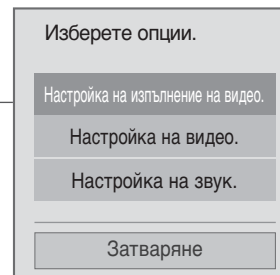 Изберете опции.
Настройка на изпълнение на видео.
Настройка на видео.
Настройка на звук.
Затваряне